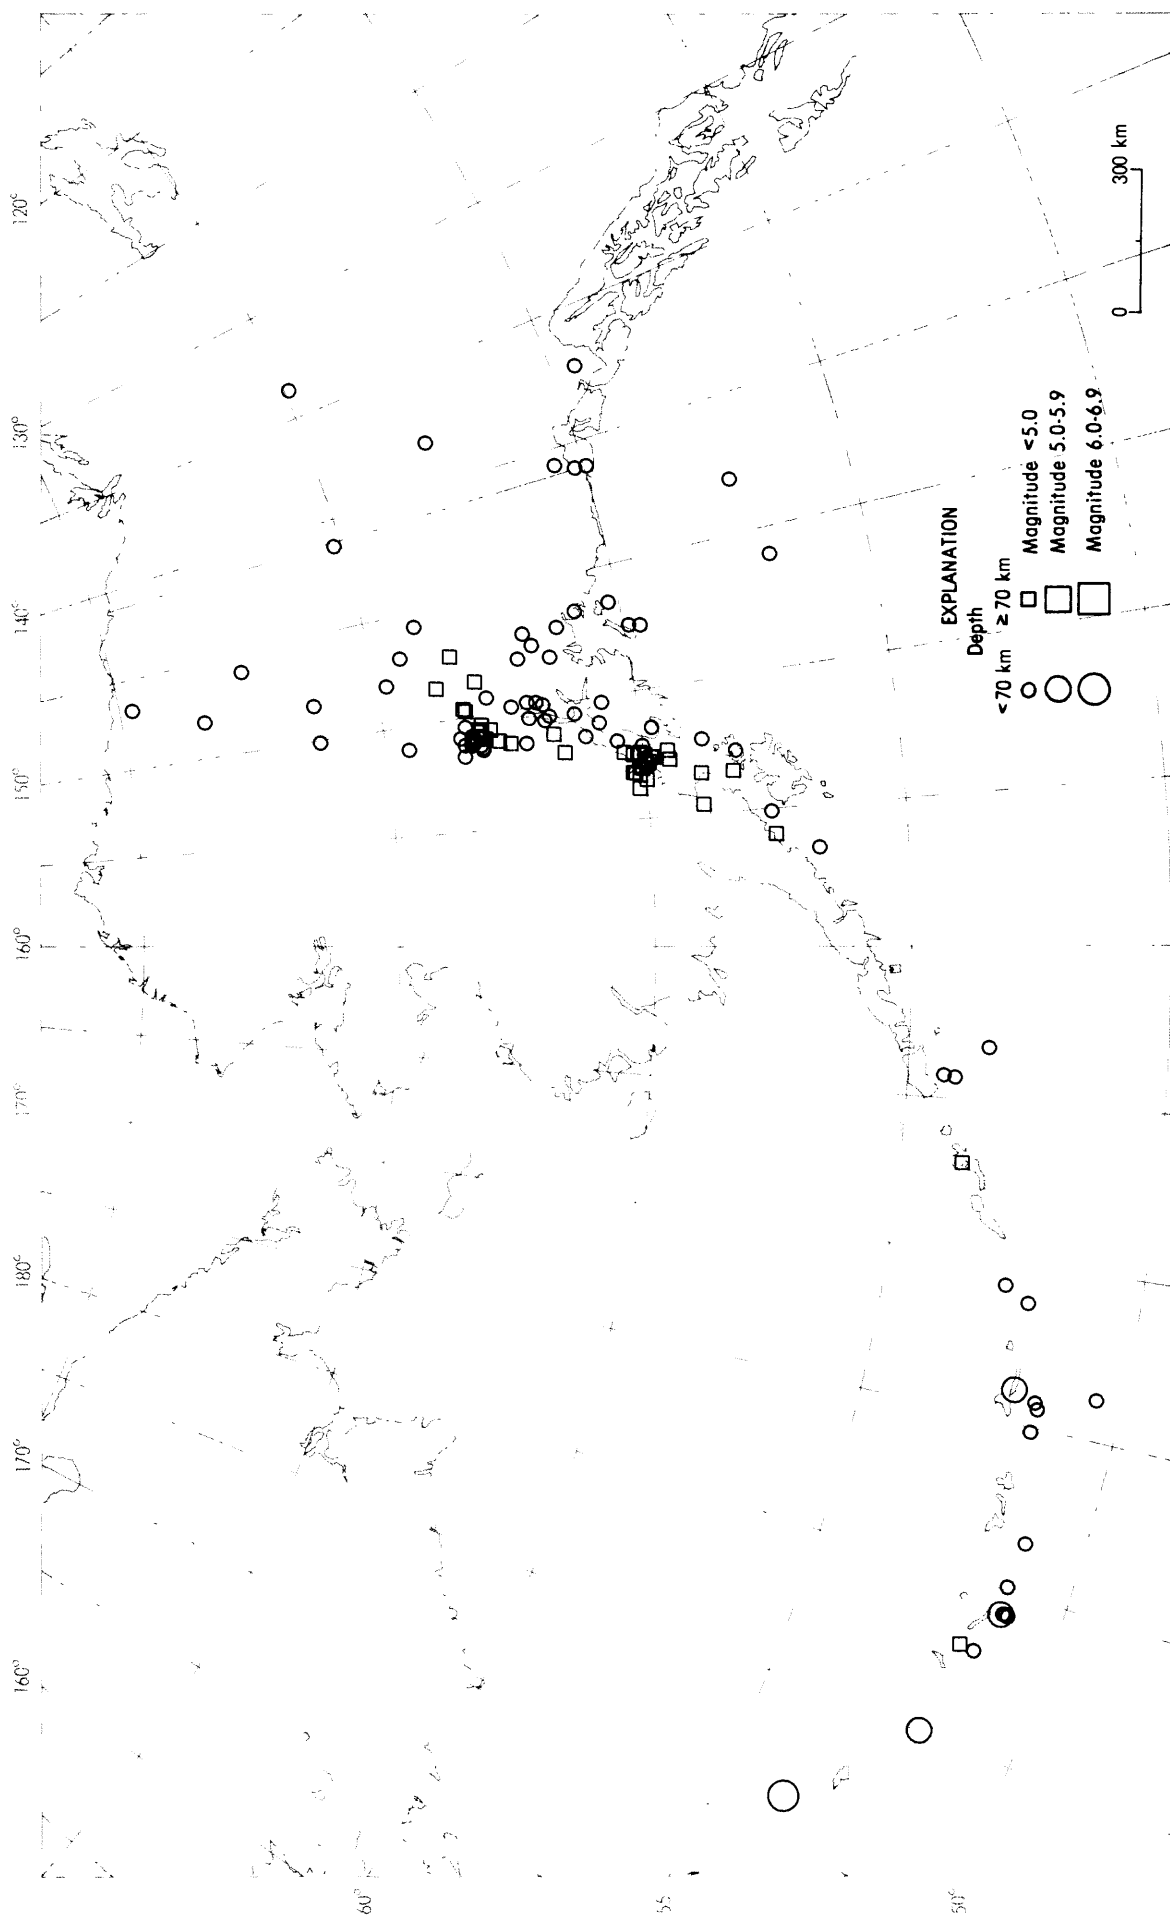 120°
130°
140°
150°
160°
170°
180°
170°
160°
60°
55
50°
EXPLANATION
Depth
<70 km ≥70 km
Magnitude <5.0
Magnitude 5.0-5.9
Magnitude 6.0-6.9
0 300 km